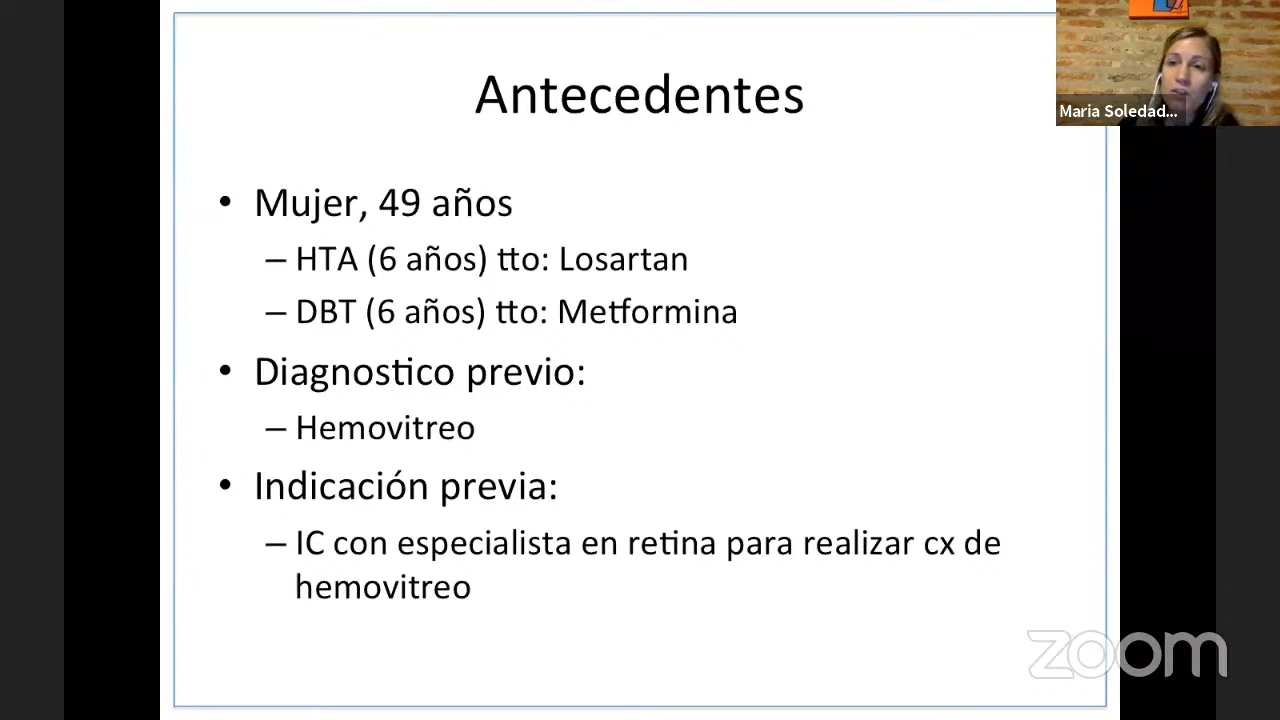 Antecedentes
Maria Soledad...
• Mujer, 49 años
– HTA (6 años) tto: Losartan
– DBT (6 años) tto: Metformina
• Diagnostico previo:
– Hemovitreo
• Indicación previa:
– IC con especialista en retina para realizar cx de
hemovitreo
zoom